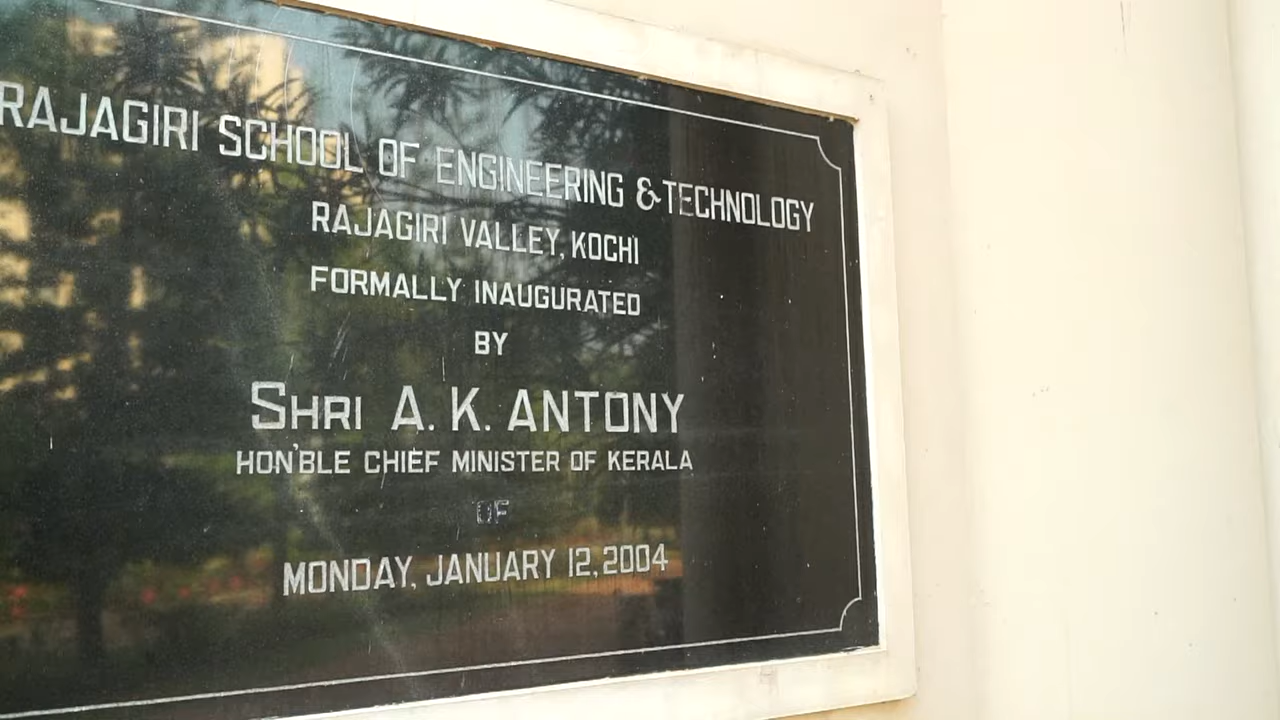 RAJAGIRI SCHOOL OF ENGINEERING & TECHNOLOGY
RAJAGIRI VALLEY, KOCHI
FORMALLY INAUGURATED
BY
SHRI A. K. ANTONY
HON'BLE CHIEF MINISTER OF KERALA
OF
MONDAY, JANUARY 12, 2004